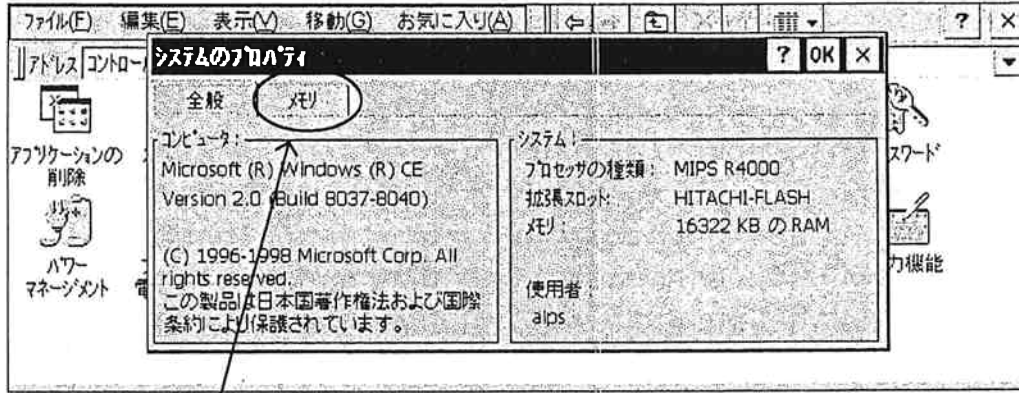 ファイル(F) 編集(E) 表示(V) 移動(G) お気に入り(A) ? ×
アドレス コントロー
システムのプロパティ ? OK ×
全般 メモリ
アプリケーションの
削除
スワード
パワー
マネージメント
電
力機能
コンピュータ:
Microsoft (R) Windows (R) CE
Version 2.0 (Build 8037-8040)
(C) 1996-1998 Microsoft Corp. All
rights reserved.
この製品は日本国著作権法および国際
条約により保護されています。
システム:
プロセッサの種類: MIPS R4000
拡張スロット: HITACHI-FLASH
メモリ: 16322 KB の RAM
使用者:
alps